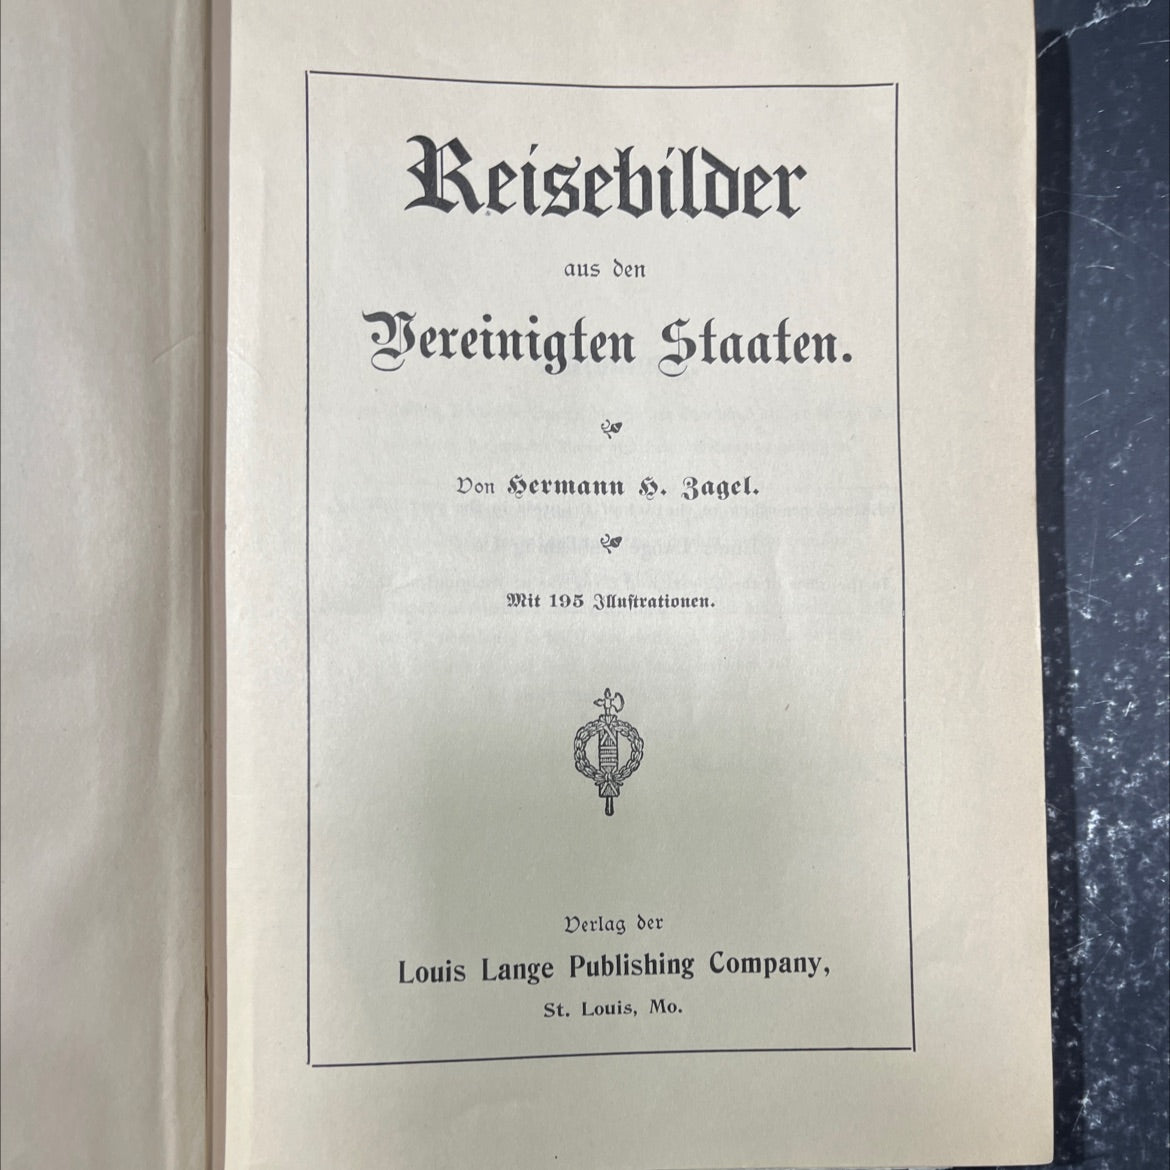 Reisebilder
aus den
Vereinigten Staaten.
Von Hermann H. Zagel.
Mit 195 Illustrationen.
Verlag der
Louis Lange Publishing Company,
St. Louis, Mo.